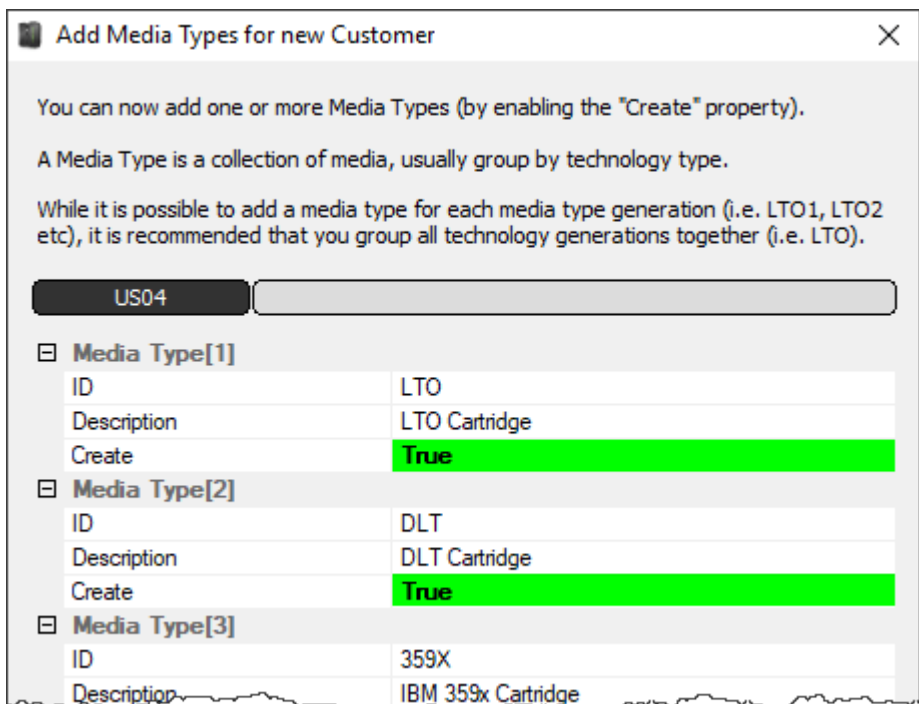 Add Media Types for new Customer
You can now add one or more Media Types (by enabling the "Create" property).
A Media Type is a collection of media, usually group by technology type.
While it is possible to add a media type for each media type generation (i.e. LTO1, LTO2
etc), it is recommended that you group all technology generations together (i.e. LTO).
US04
Media Type[1]
ID LTO
Description LTO Cartridge
Create True
Media Type[2]
ID DLT
Description DLT Cartridge
Create True
Media Type[3]
ID 359X
Description IBM 359x Cartridge